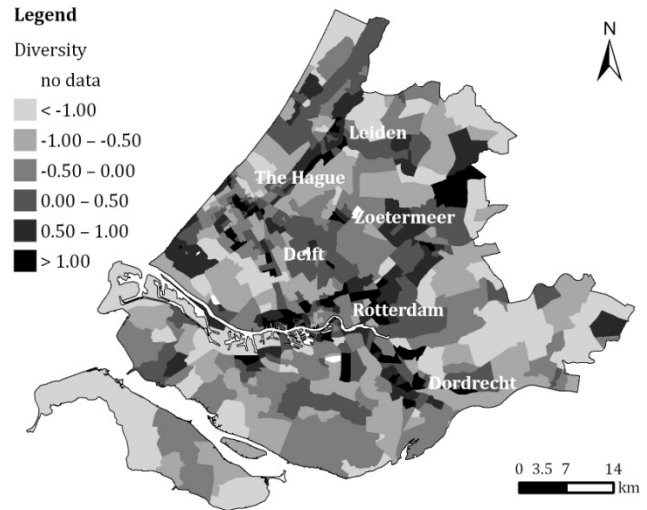 Legend
Diversity
no data
< -1.00
-1.00 – -0.50
-0.50 – 0.00
0.00 – 0.50
0.50 – 1.00
> 1.00
N
Leiden
The Hague
Zoetermeer
Delft
Rotterdam
Dordrecht
0 3.5 7 14
km